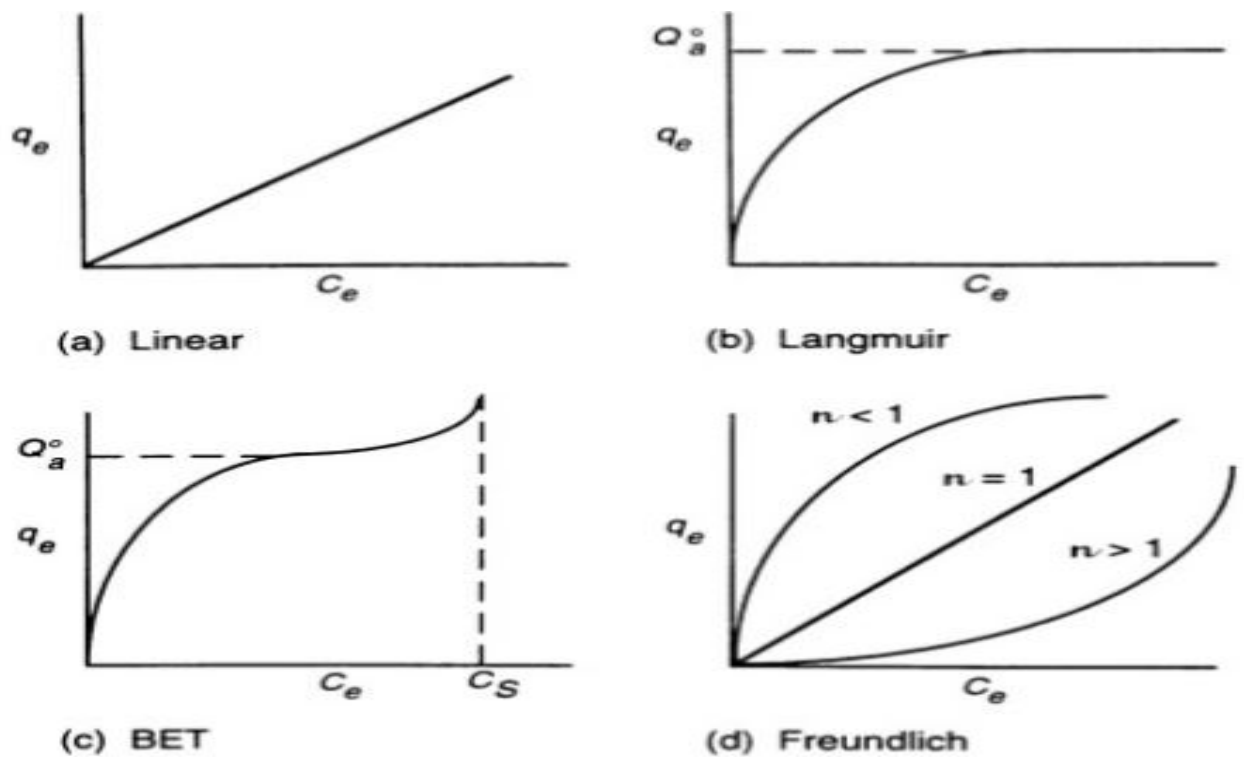 q_e
C_e
(a) Linear
Q°_a
q_e
C_e
(b) Langmuir
Q°_a
q_e
C_e C_S
(c) BET
n < 1
n = 1
n > 1
q_e
C_e
(d) Freundlich